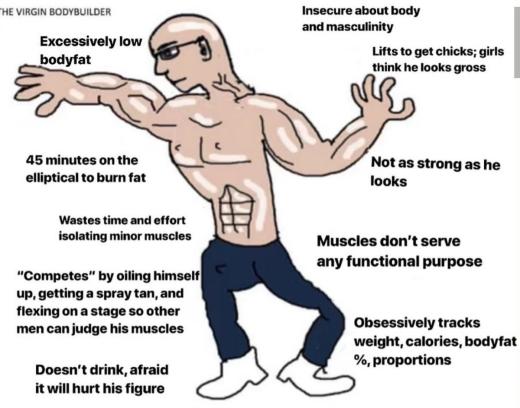 THE VIRGIN BODYBUILDER
Insecure about body
and masculinity
Excessively low
bodyfat
Lifts to get chicks; girls
think he looks gross
45 minutes on the
elliptical to burn fat
Not as strong as he
looks
Wastes time and effort
isolating minor muscles
Muscles don't serve
any functional purpose
"Competes" by oiling himself
up, getting a spray tan, and
flexing on a stage so other
men can judge his muscles
Obsessively tracks
weight, calories, bodyfat
%, proportions
Doesn't drink, afraid
it will hurt his figure